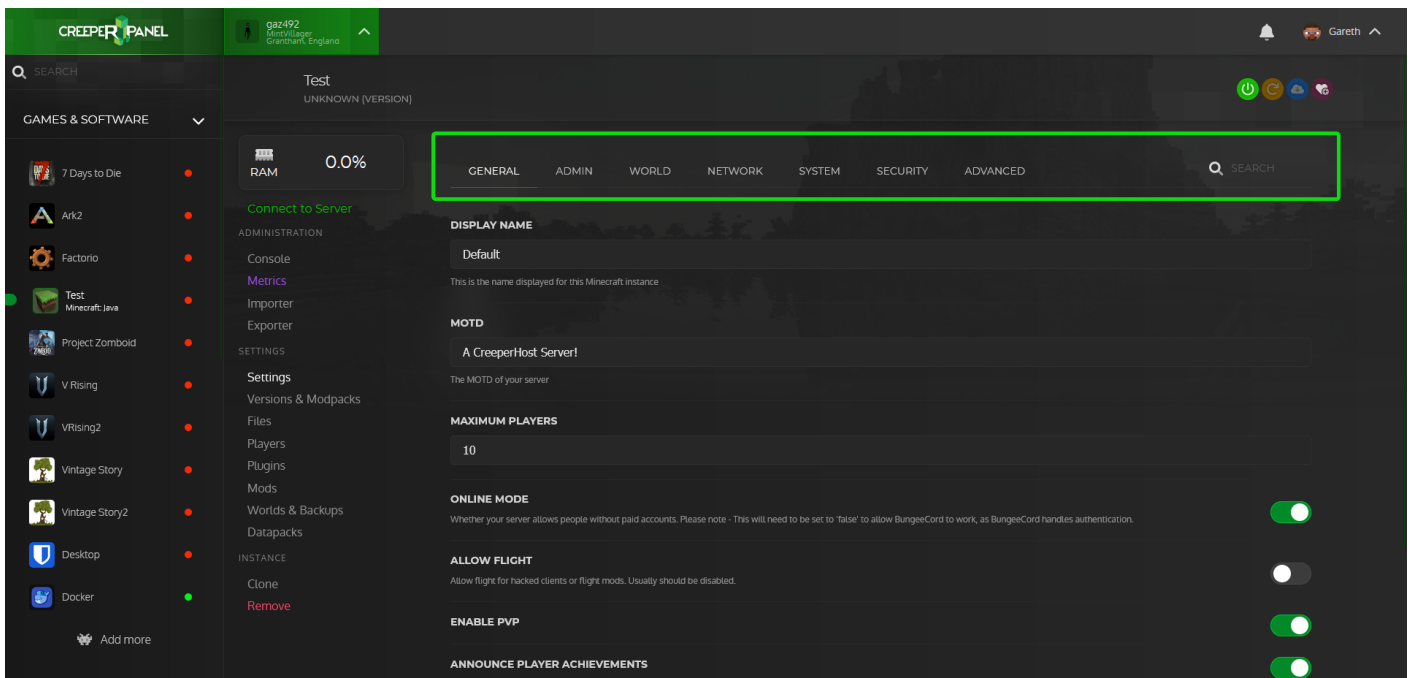 CREEPER PANEL
gaz492
MintVillager
Grantham, England
Gareth
SEARCH
Test
UNKNOWN (VERSION)
GAMES & SOFTWARE
7 Days to Die
Ark2
Factorio
Test
Minecraft: Java
Project Zomboid
V Rising
VRising2
Vintage Story
Vintage Story2
Desktop
Docker
Add more
RAM
0.0%
Connect to Server
ADMINISTRATION
Console
Metrics
Importer
Exporter
SETTINGS
Settings
Versions & Modpacks
Files
Players
Plugins
Mods
Worlds & Backups
Datapacks
INSTANCE
Clone
Remove
GENERAL ADMIN WORLD NETWORK SYSTEM SECURITY ADVANCED SEARCH
DISPLAY NAME
Default
This is the name displayed for this Minecraft instance
MOTD
A CreeperHost Server!
The MOTD of your server
MAXIMUM PLAYERS
10
ONLINE MODE
Whether your server allows people without paid accounts. Please note - This will need to be set to 'false' to allow BungeeCord to work, as BungeeCord handles authentication.
ALLOW FLIGHT
Allow flight for hacked clients or flight mods. Usually should be disabled.
ENABLE PVP
ANNOUNCE PLAYER ACHIEVEMENTS